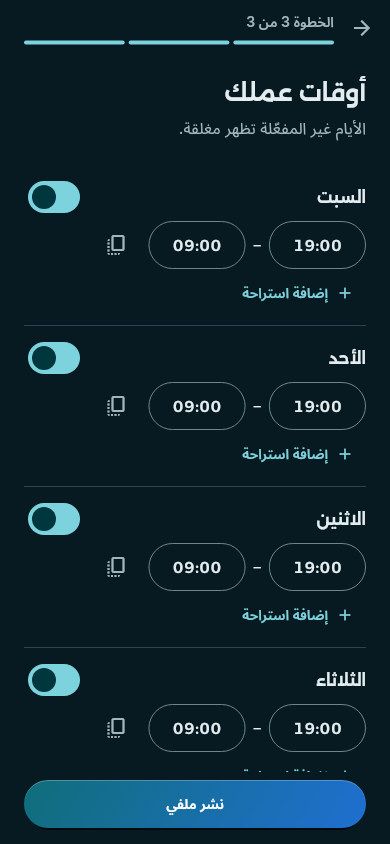 الخطوة 3 من 3
أوقات عملك
الأيام غير المفعّلة تظهر مغلقة.
السبت
19:00 – 09:00
+ إضافة استراحة
الأحد
19:00 – 09:00
+ إضافة استراحة
الاثنين
19:00 – 09:00
+ إضافة استراحة
الثلاثاء
19:00 – 09:00
نشر ملفي